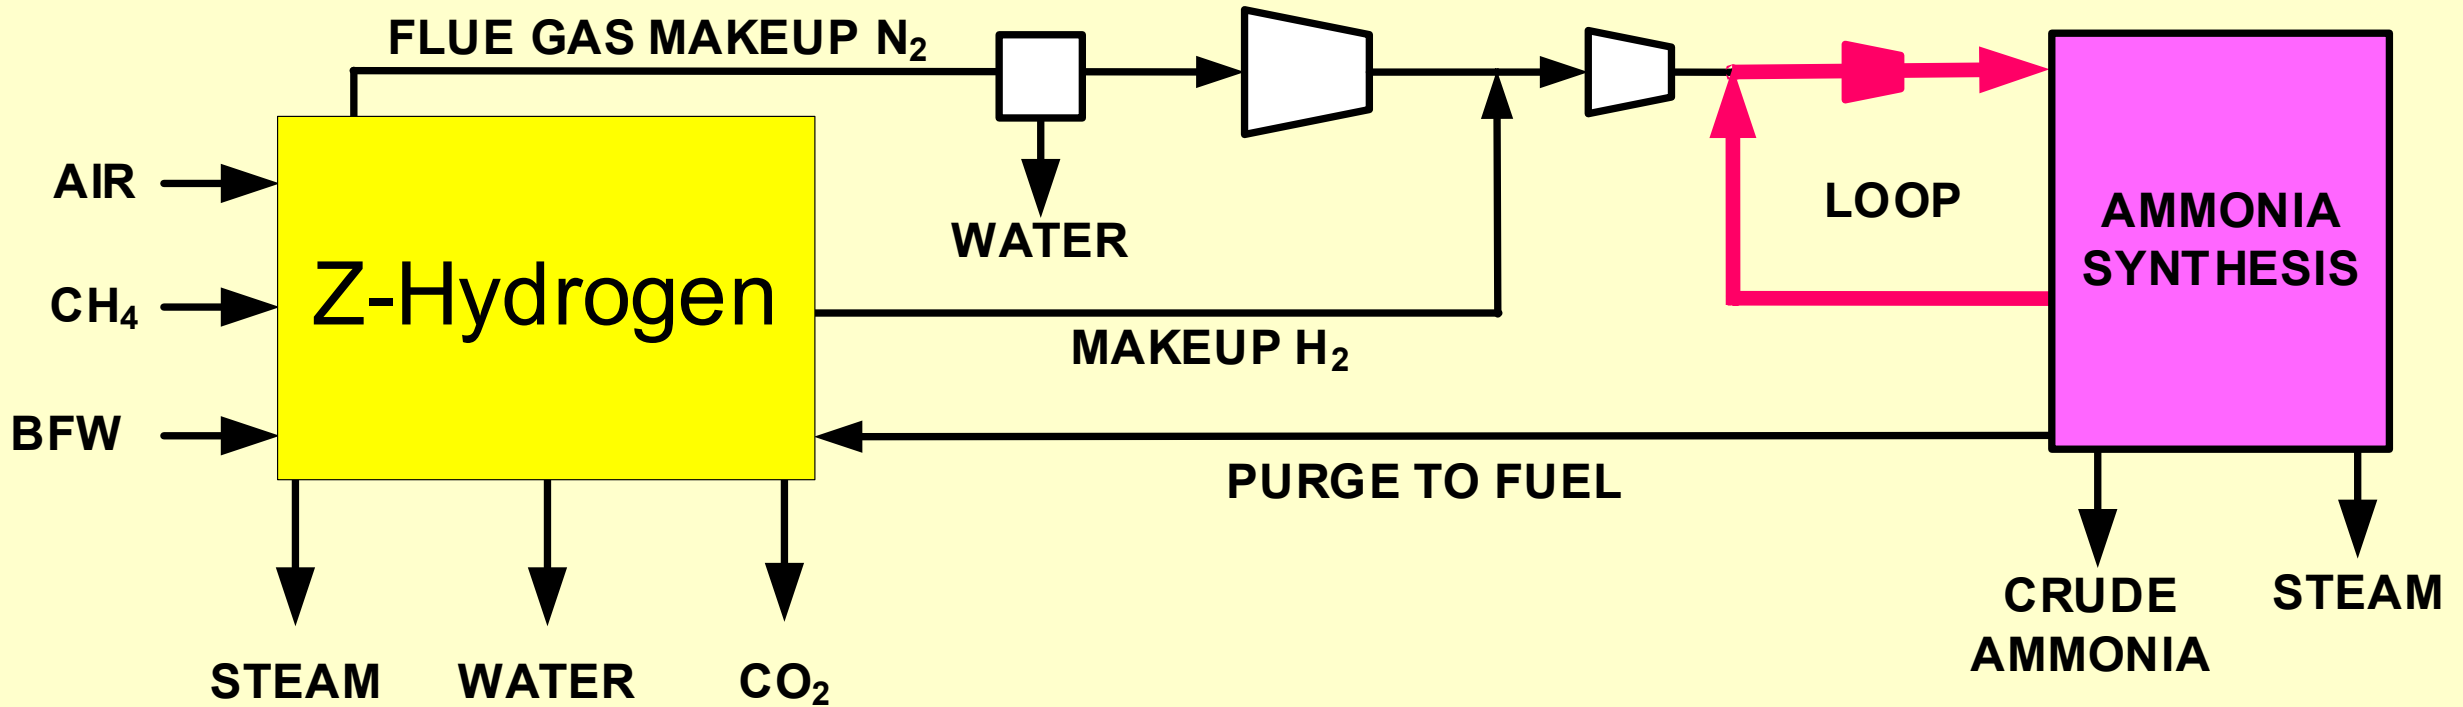 FLUE GAS MAKEUP N₂
AIR
CH₄
BFW
Z-Hydrogen
WATER
MAKEUP H₂
LOOP
AMMONIA
SYNTHESIS
PURGE TO FUEL
STEAM
WATER
CO₂
CRUDE
AMMONIA
STEAM